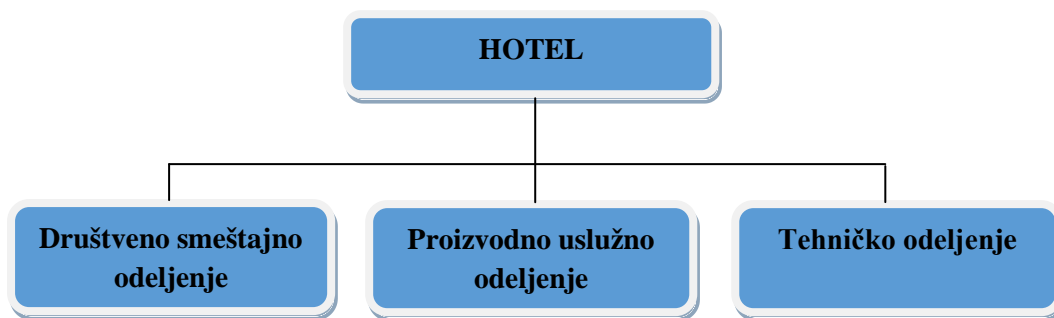 HOTEL
Društveno smeštajno
odeljenje
Proizvodno uslužno
odeljenje
Tehničko odeljenje